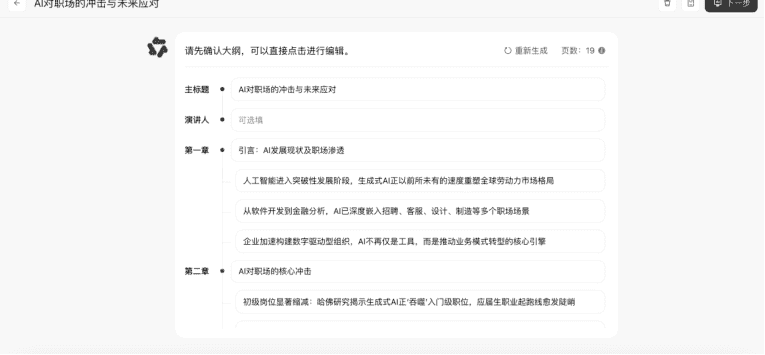 AI对职场的冲击与未来应对
下一步
请先确认大纲，可以直接点击进行编辑。
重新生成 页数：19
主标题 AI对职场的冲击与未来应对
演讲人 可选填
第一章 引言：AI发展现状及职场渗透
人工智能进入突破性发展阶段，生成式AI正以前所未有的速度重塑全球劳动力市场格局
从软件开发到金融分析，AI已深度嵌入招聘、客服、设计、制造等多个职场场景
企业加速构建数字驱动型组织，AI不再仅是工具，而是推动业务模式转型的核心引擎
第二章 AI对职场的核心冲击
初级岗位显著缩减：哈佛研究揭示生成式AI正‘吞噬’入门级职位，应届生职业起跑线愈发陡峭